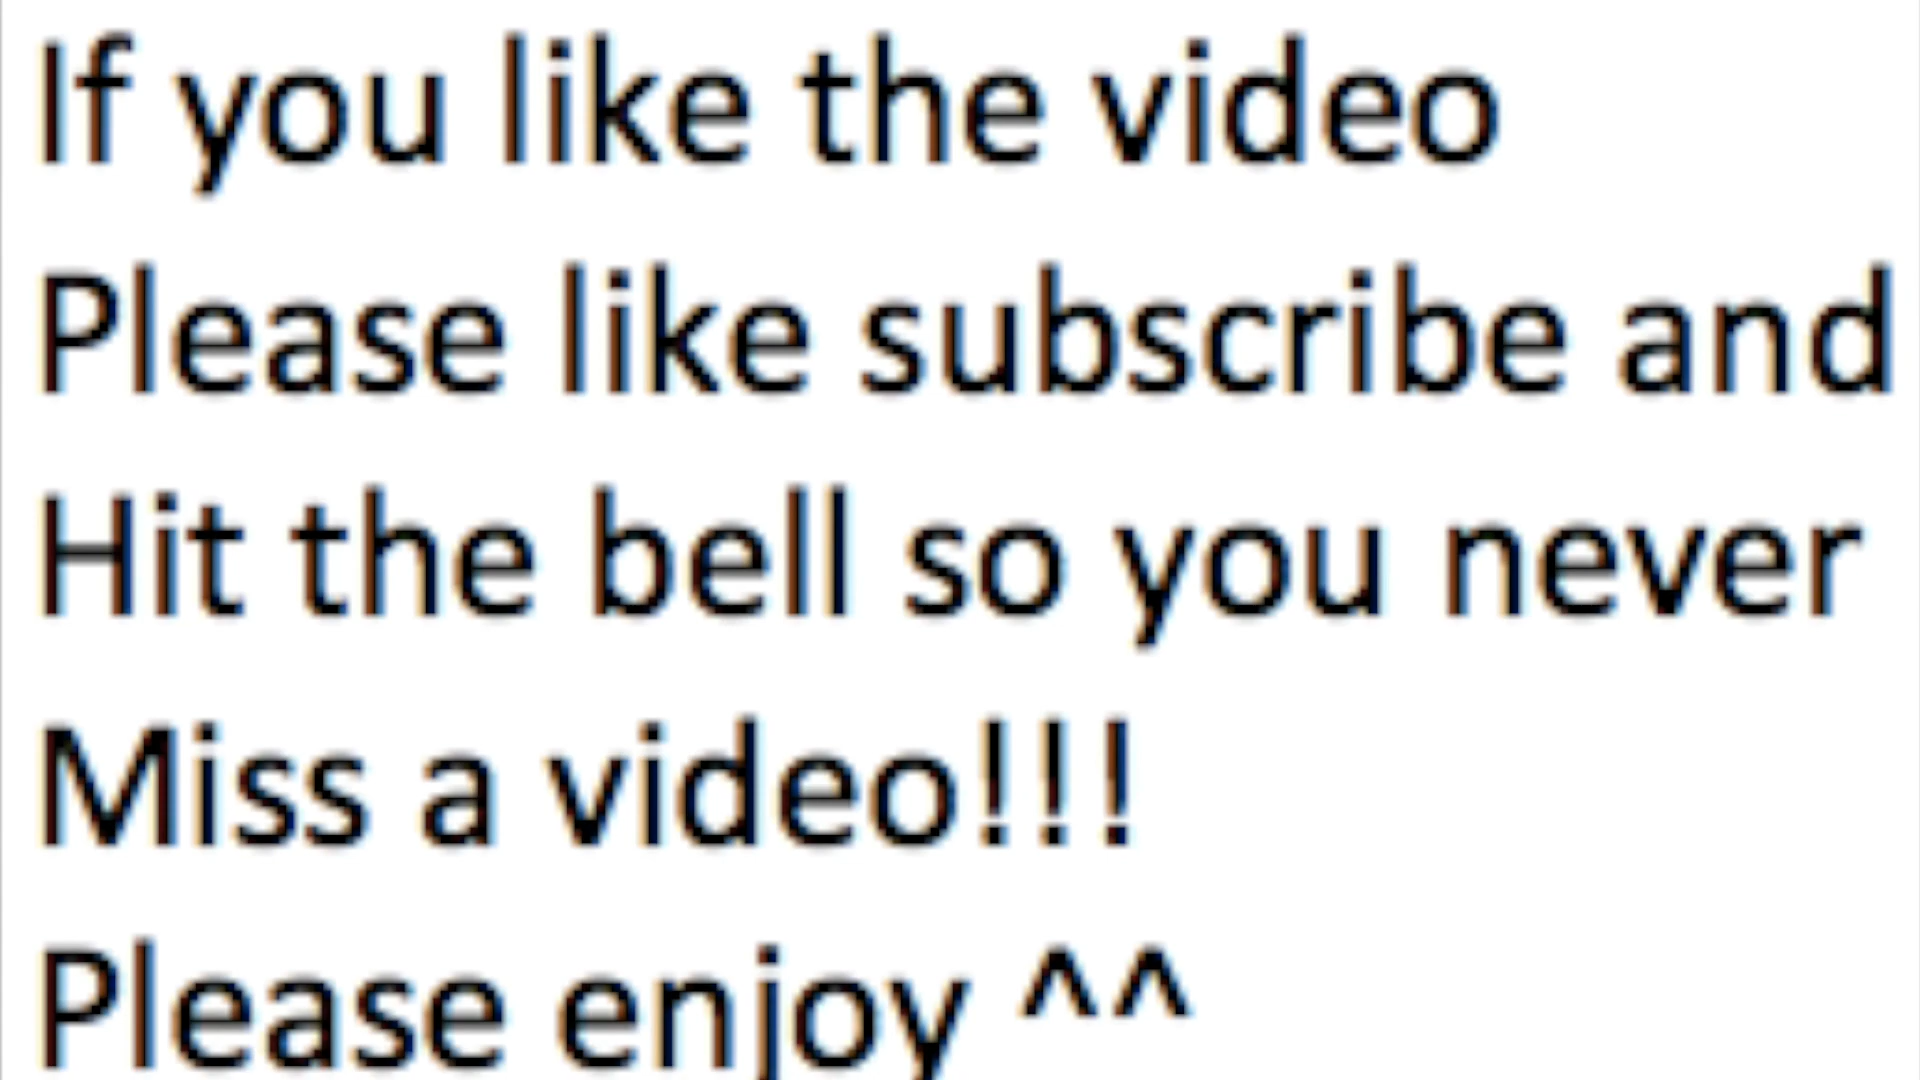 If you like the video
Please like subscribe and
Hit the bell so you never
Miss a video!!!
Please enjoy ^^